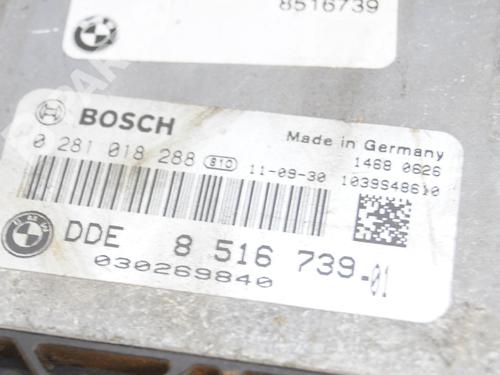 8516739
BOSCH
Made in Germany
0 281 018 288 810 11-09-30
1468 0626
1039S48610
DDE 8 516 739-01
030269840